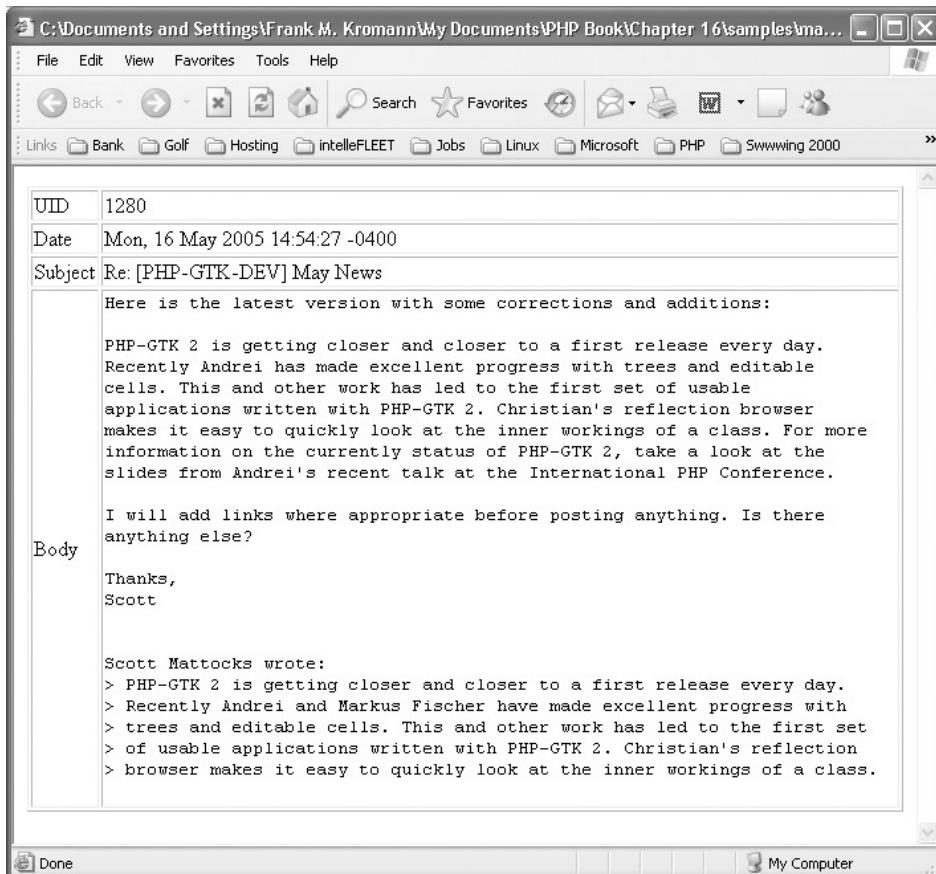 C:\Documents and Settings\Frank M. Kromann\My Documents\PHP Book\Chapter 16\samples\ma...
File Edit View Favorites Tools Help
Back Search Favorites
Links Bank Golf Hosting intelleFLEET Jobs Linux Microsoft PHP Swwwing 2000 »
UID 1280
Date Mon, 16 May 2005 14:54:27 -0400
Subject Re: [PHP-GTK-DEV] May News
Here is the latest version with some corrections and additions:
PHP-GTK 2 is getting closer and closer to a first release every day.
Recently Andrei has made excellent progress with trees and editable
cells. This and other work has led to the first set of usable
applications written with PHP-GTK 2. Christian's reflection browser
makes it easy to quickly look at the inner workings of a class. For more
information on the currently status of PHP-GTK 2, take a look at the
slides from Andrei's recent talk at the International PHP Conference.
I will add links where appropriate before posting anything. Is there
anything else?
Body
Thanks,
Scott
Scott Mattocks wrote:
> PHP-GTK 2 is getting closer and closer to a first release every day.
> Recently Andrei and Markus Fischer have made excellent progress with
> trees and editable cells. This and other work has led to the first set
> of usable applications written with PHP-GTK 2. Christian's reflection
> browser makes it easy to quickly look at the inner workings of a class.
Done My Computer